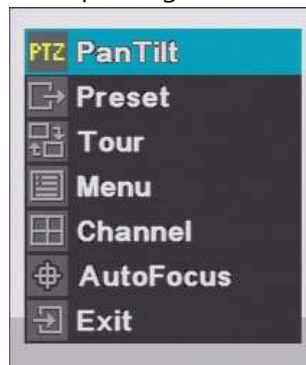 PTZ PanTilt
Preset
Tour
Menu
Channel
AutoFocus
Exit